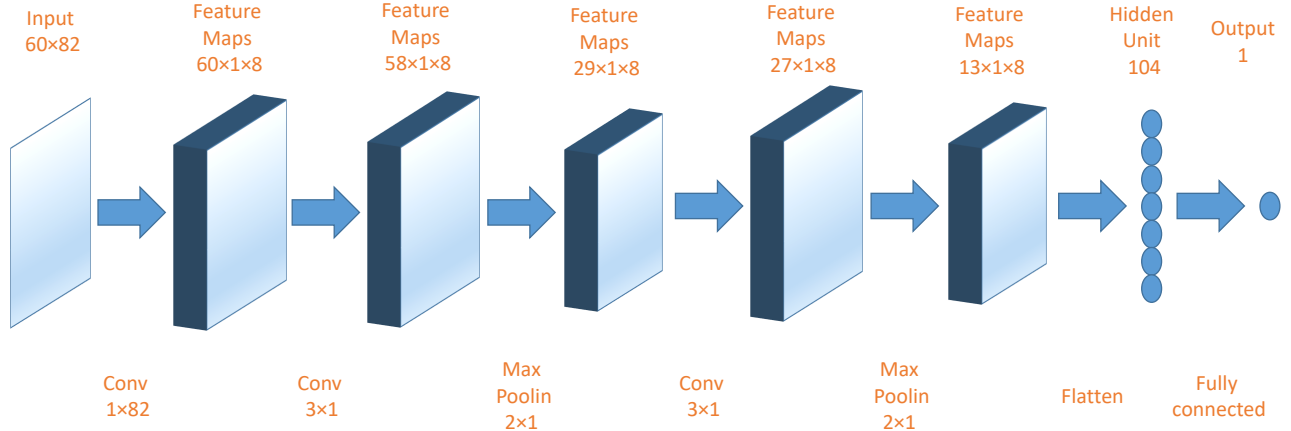 Input
60×82
Feature
Maps
60×1×8
Feature
Maps
58×1×8
Feature
Maps
29×1×8
Feature
Maps
27×1×8
Feature
Maps
13×1×8
Hidden
Unit
104
Output
1
Conv
1×82
Conv
3×1
Max
Poolin
2×1
Conv
3×1
Max
Poolin
2×1
Flatten
Fully
connected